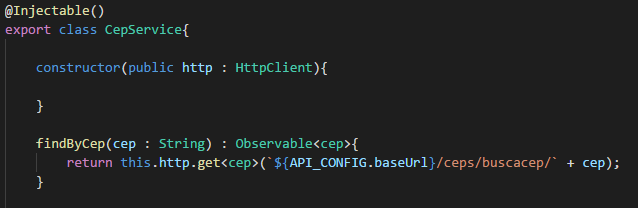 @Injectable()
export class CepService{
constructor(public http : HttpClient){
}
findByCep(cep : String) : Observable<cep>{
return this.http.get<cep>(`${API_CONFIG.baseUrl}/ceps/buscacep/` + cep);
}